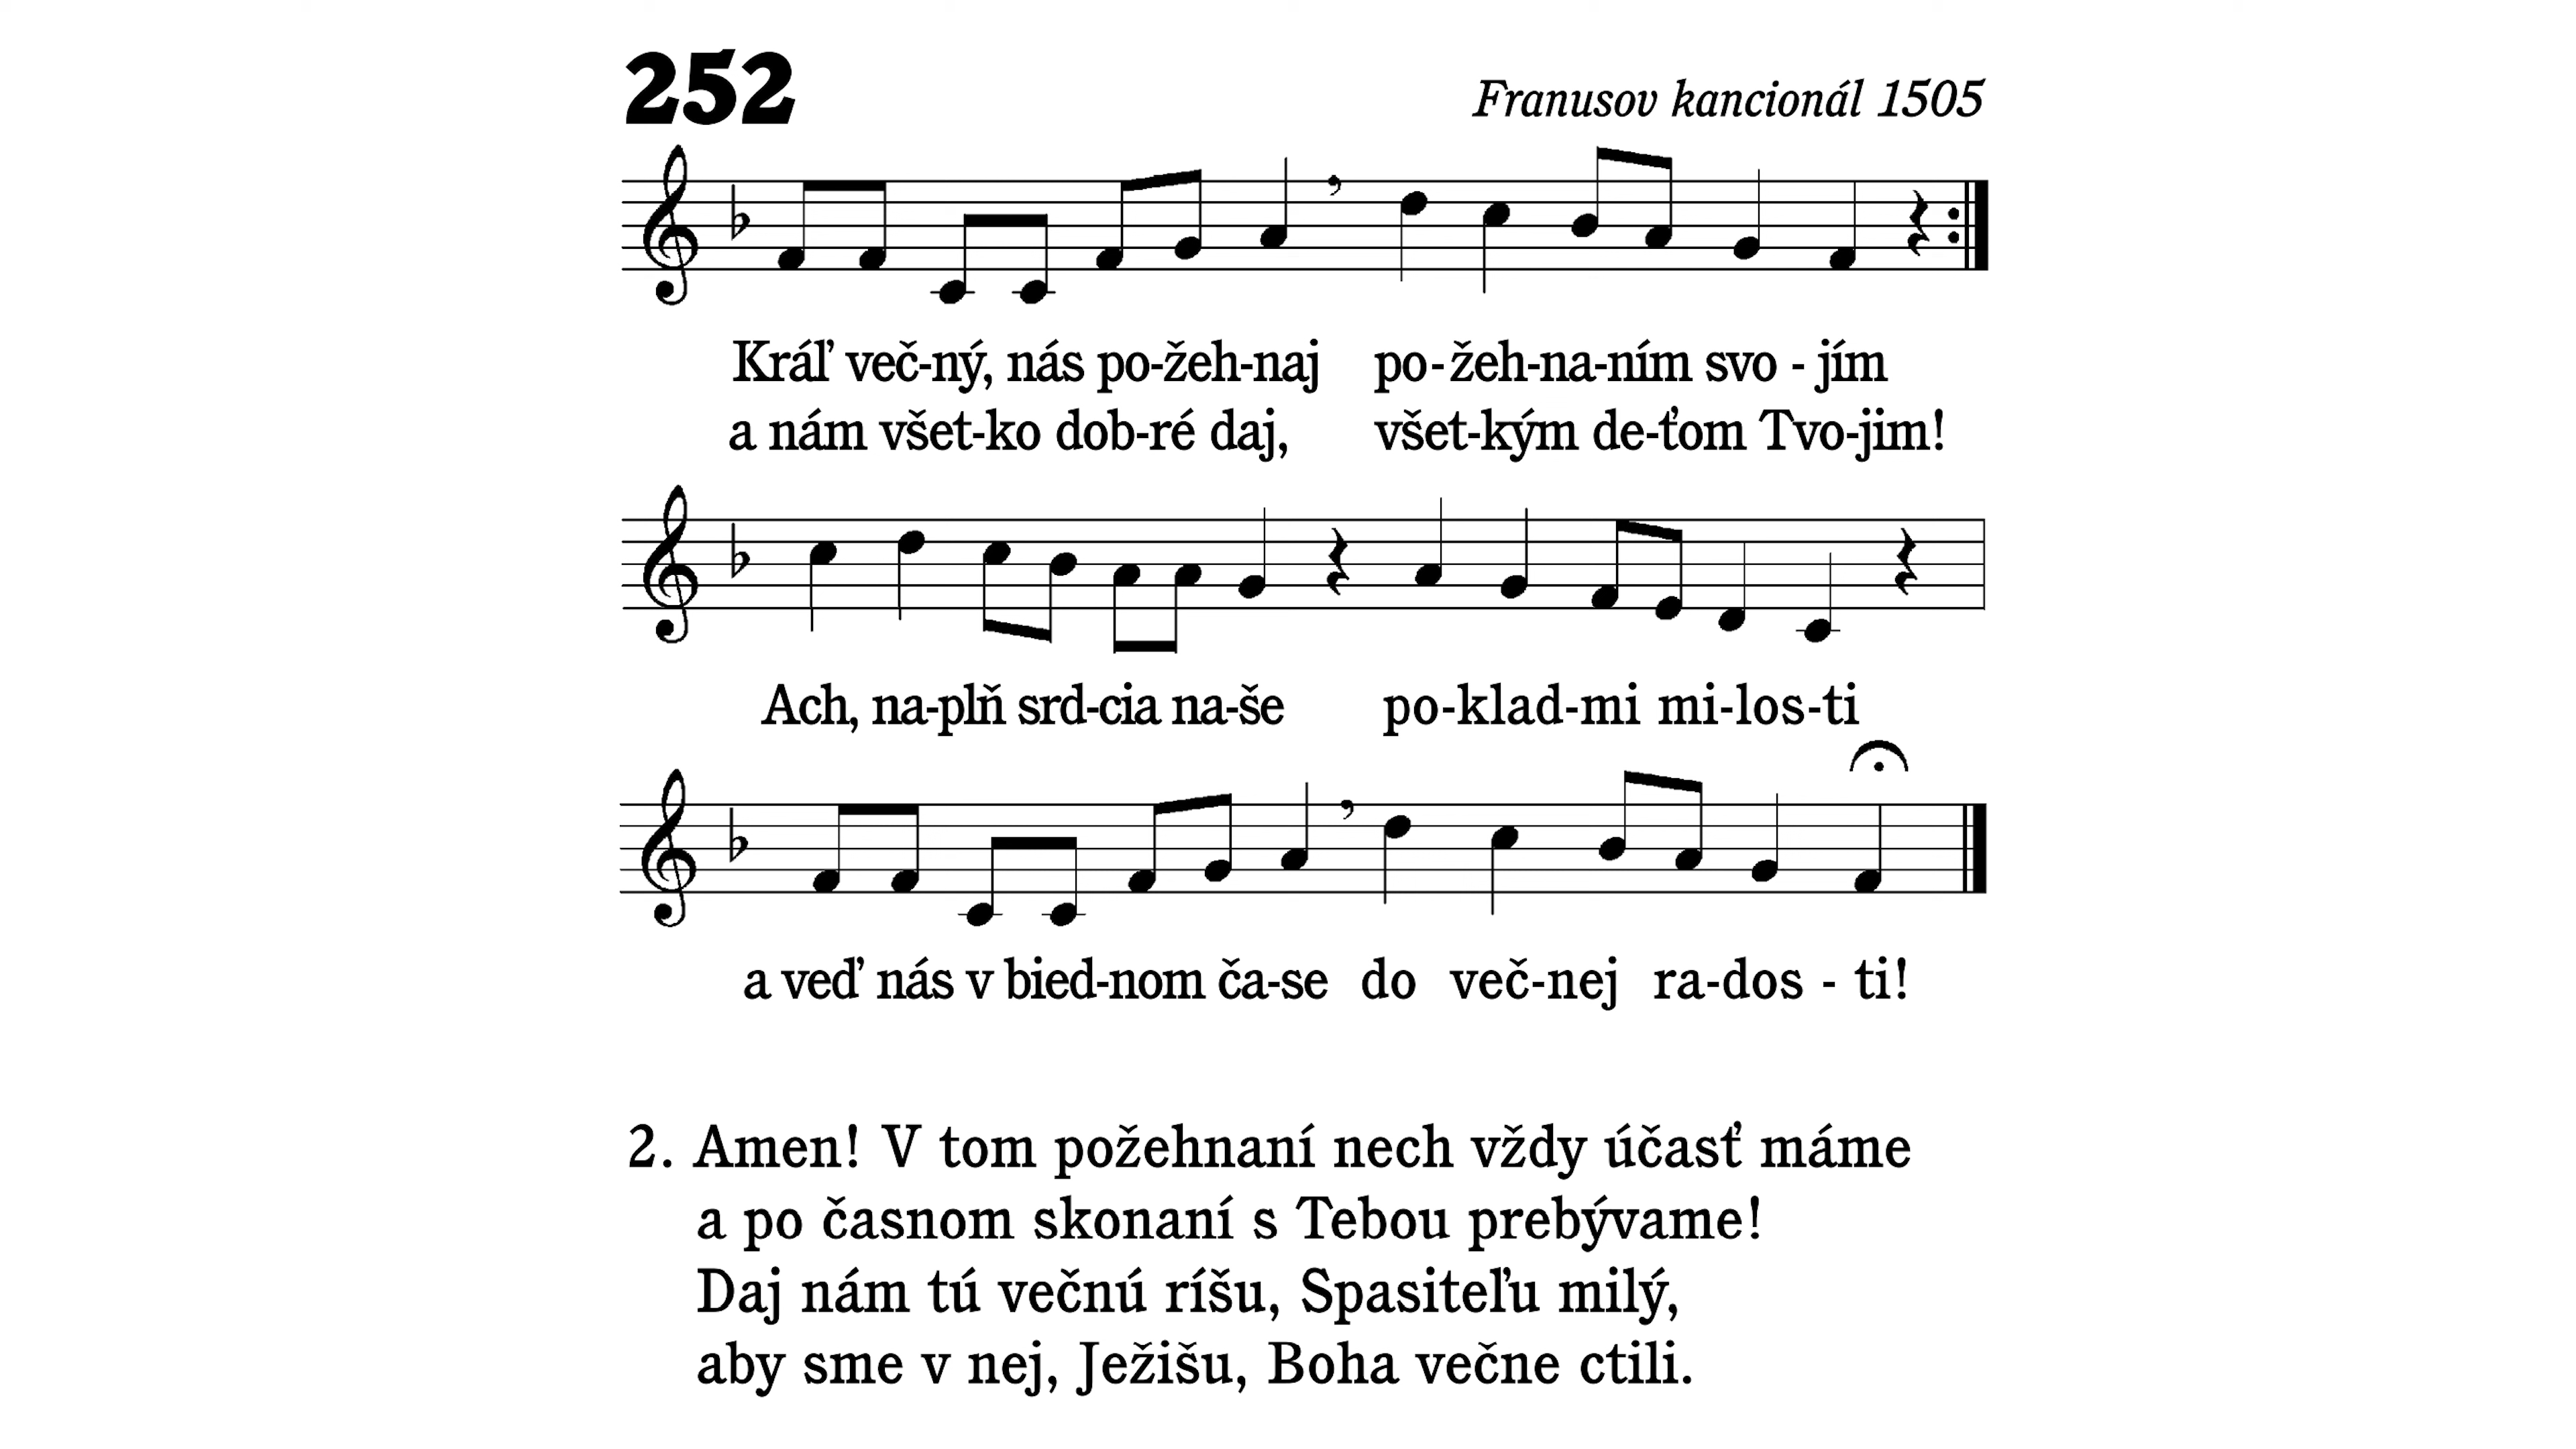 252
Franusov kancionál 1505
Kráľ več-ný, nás po-žeh-naj po-žeh-na-ním svo - jím
a nám všet-ko dob-ré daj, všet-kým de-ťom Tvo-jim!
Ach, na-plň srd-cia na-še po-klad-mi mi-los-ti
a veď nás v bied-nom ča-se do več-nej ra-dos - ti!
2. Amen! V tom požehnaní nech vždy účasť máme
a po časnom skonaní s Tebou prebývame!
Daj nám tú večnú ríšu, Spasiteľu milý,
aby sme v nej, Ježišu, Boha večne ctili.